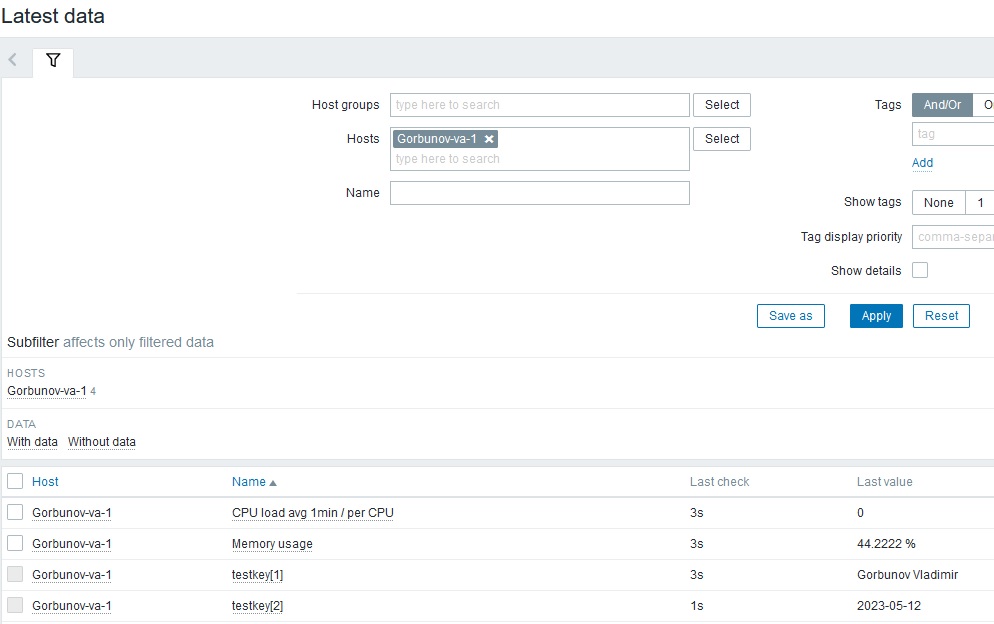 Latest data
Host groups type here to search Select Tags And/Or O
Hosts Gorbunov-va-1 Select tag
type here to search Add
Name Show tags None 1
Tag display priority comma-sepa
Show details
Save as Apply Reset
Subfilter affects only filtered data
HOSTS
Gorbunov-va-1 4
DATA
With data Without data
Host Name Last check Last value
Gorbunov-va-1 CPU load avg 1min / per CPU 3s 0
Gorbunov-va-1 Memory usage 3s 44.2222 %
Gorbunov-va-1 testkey[1] 3s Gorbunov Vladimir
Gorbunov-va-1 testkey[2] 1s 2023-05-12